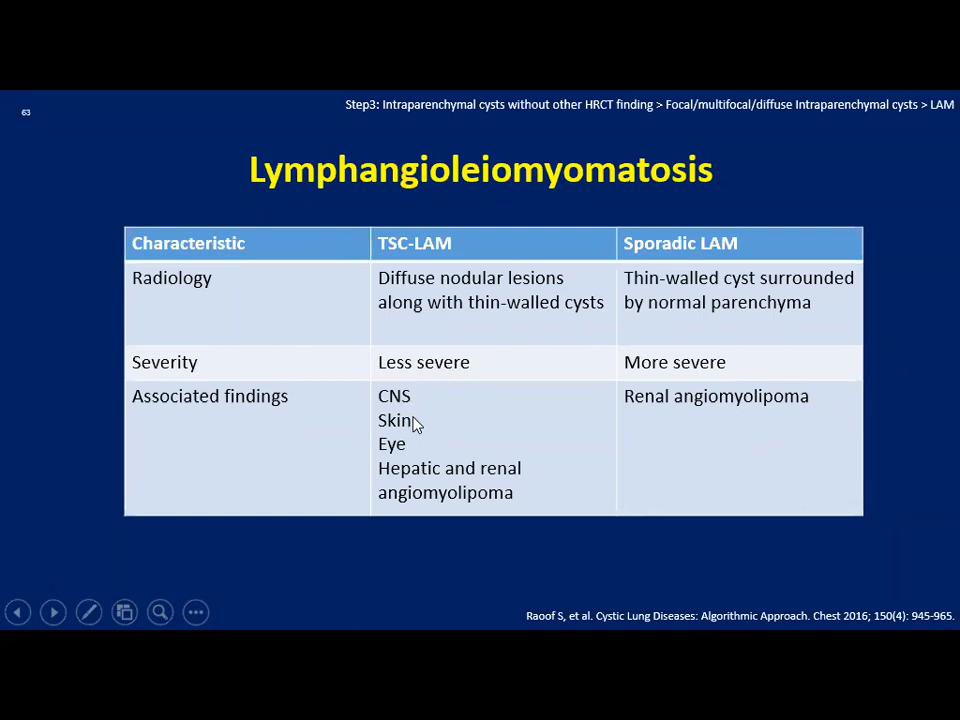 Step3: Intraparenchymal cysts without other HRCT finding > Focal/multifocal/diffuse Intraparenchymal cysts > LAM
63
Lymphangioleiomyomatosis
Characteristic TSC-LAM Sporadic LAM
Radiology Diffuse nodular lesions Thin-walled cyst surrounded
along with thin-walled cysts by normal parenchyma
Severity Less severe More severe
Associated findings CNS Renal angiomyolipoma
Skin
Eye
Hepatic and renal
angiomyolipoma
Raoof S, et al. Cystic Lung Diseases: Algorithmic Approach. Chest 2016; 150(4): 945-965.